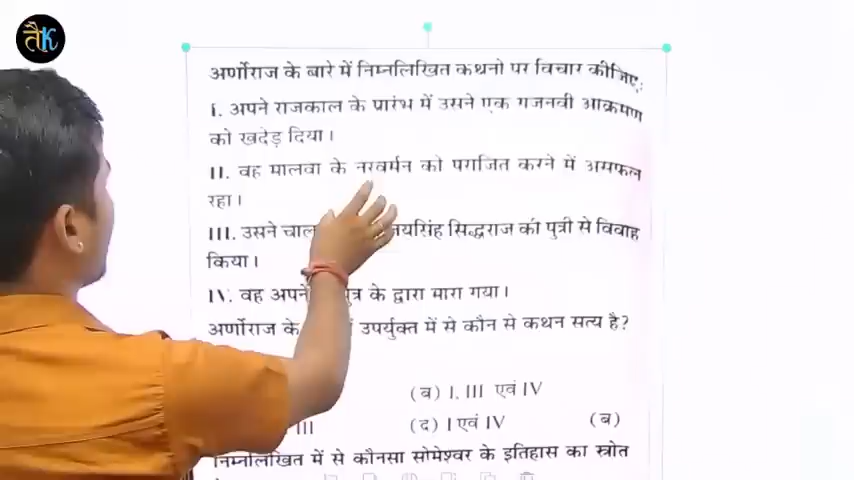 तैK
अर्णोराज के बारे में निम्नलिखित कथनो पर विचार कीजिए:
I. अपने राजकाल के प्रारंभ में उसने एक गजनवी आक्रमण
को खदेड़ दिया।
II. वह मालवा के नरवर्मन को पराजित करने में असफल
रहा।
III. उसने जयसिंह सिद्धराज की पुत्री से विवाह
किया।
IV. वह अपने के द्वारा मारा गया।
अर्णोराज के उपर्युक्त में से कौन से कथन सत्य है?
(ब) I, III एवं IV
III (द) I एवं IV (ब)
निम्नलिखित में से कौनसा सोमेश्वर के इतिहास का स्त्रोत